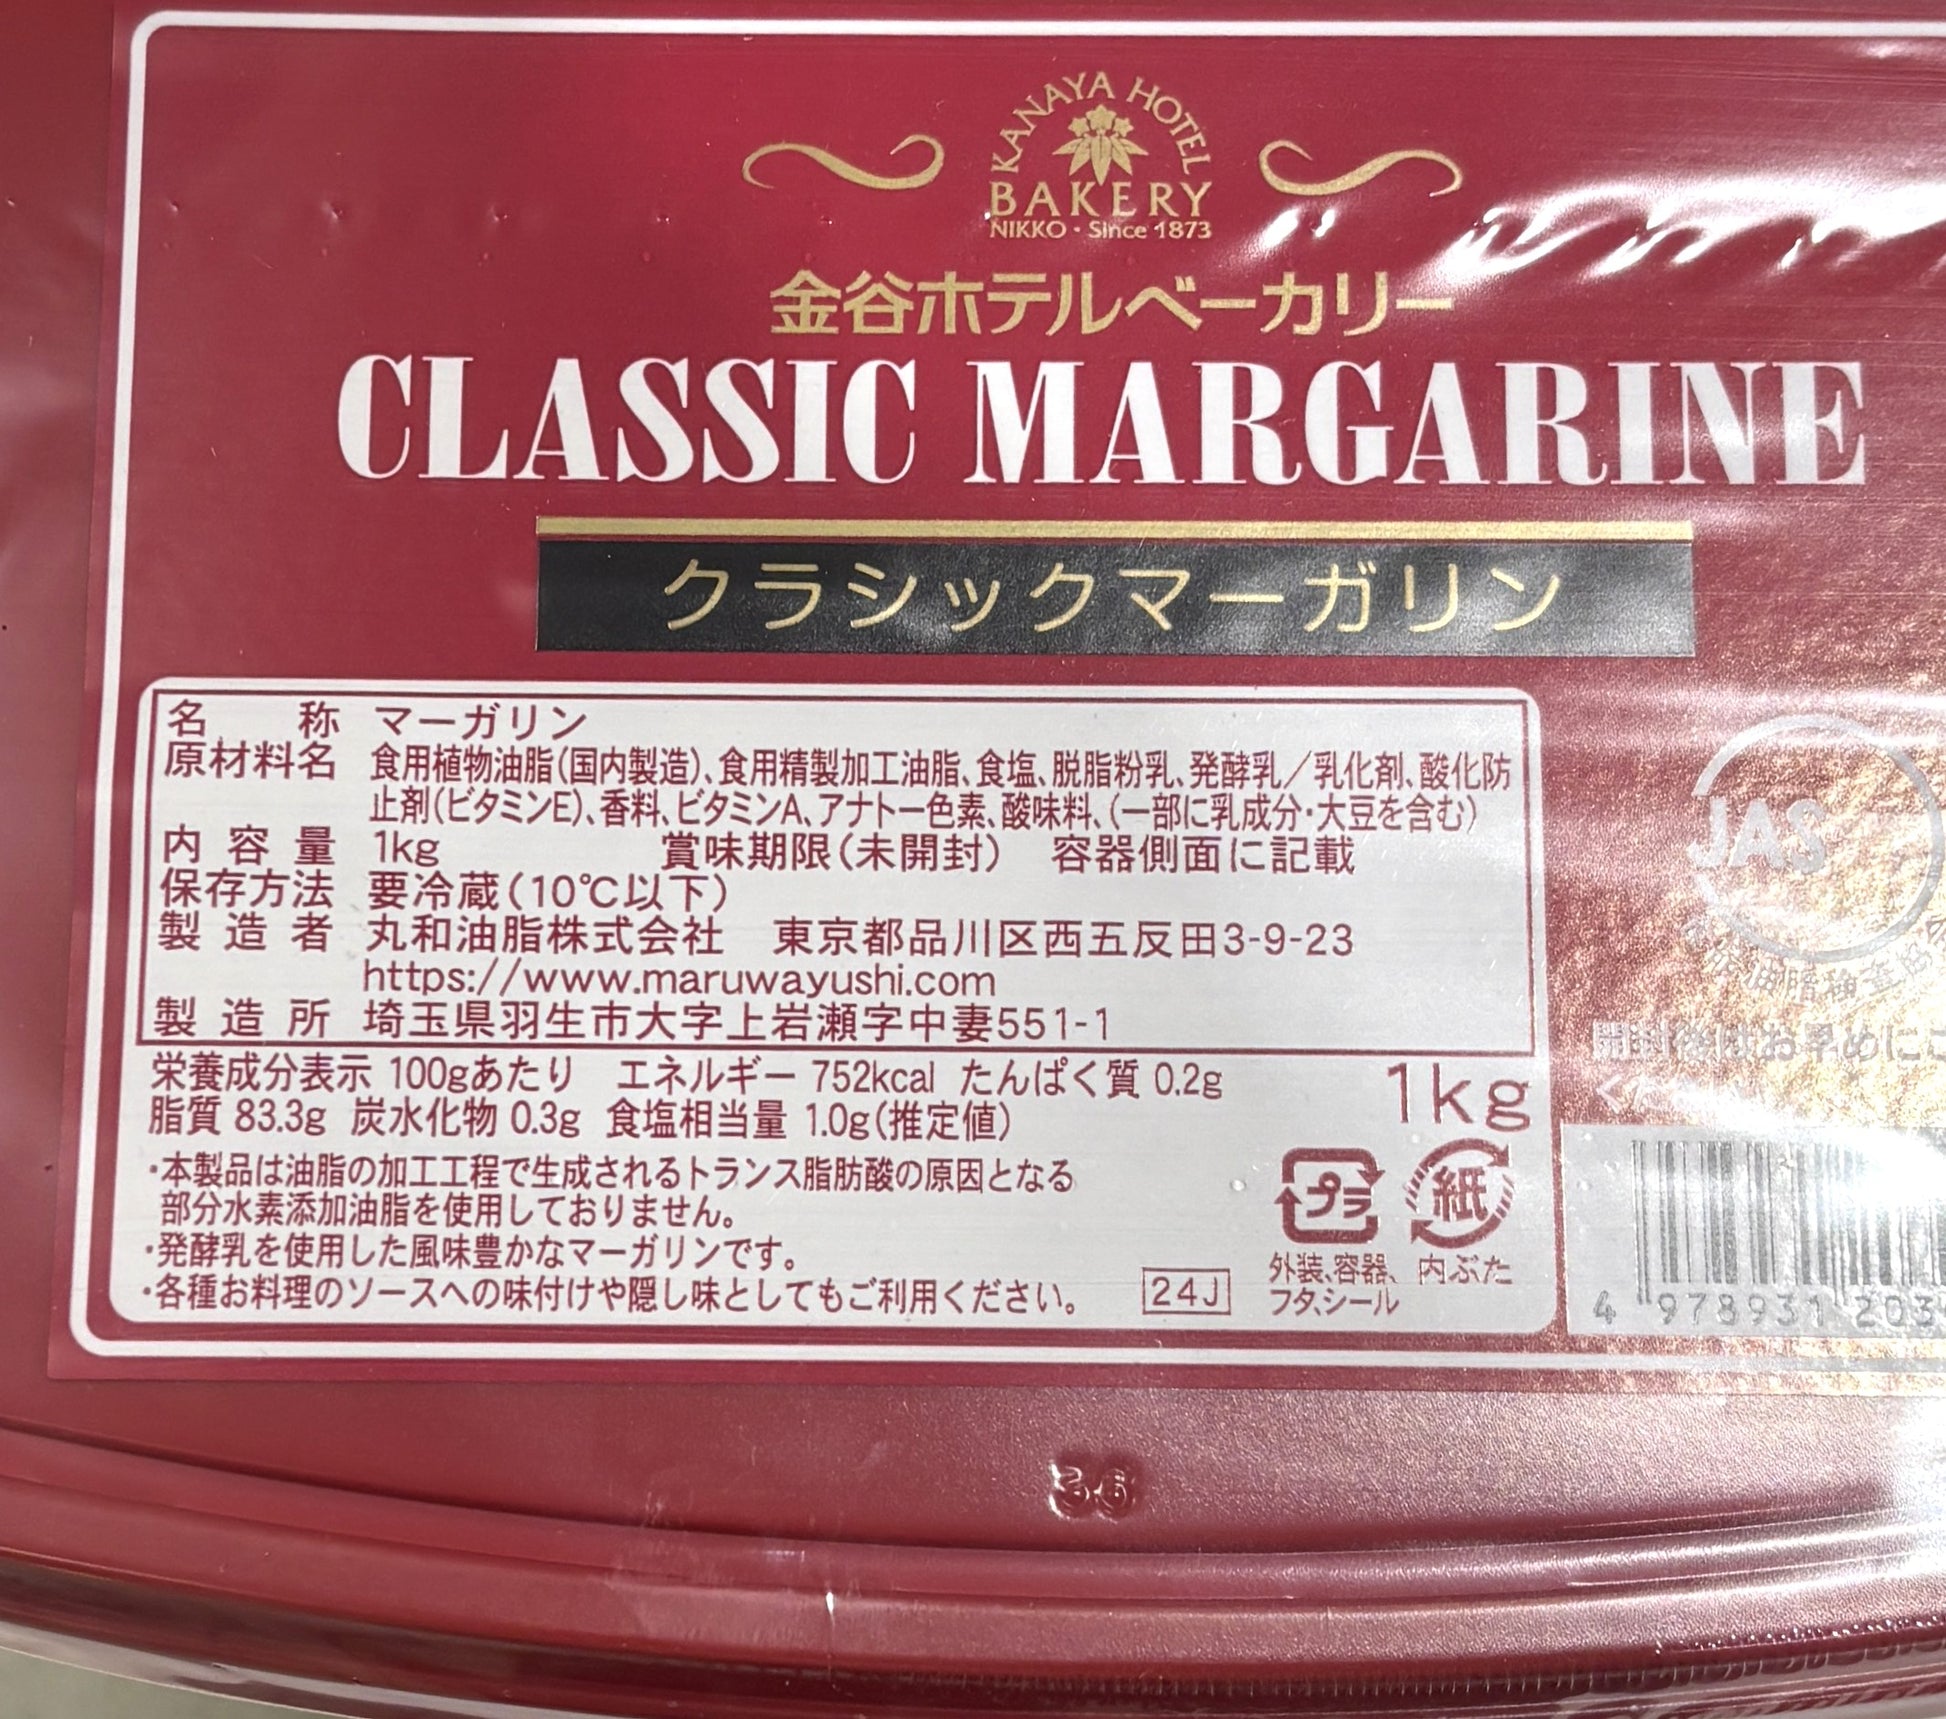 KANAYA HOTEL
BAKERY
NIKKO・Since 1873
金谷ホテルベーカリー
CLASSIC MARGARINE
クラシックマーガリン
名称 マーガリン
原材料名 食用植物油脂(国内製造)、食用精製加工油脂、食塩、脱脂粉乳、発酵乳／乳化剤、酸化防
止剤(ビタミンE)、香料、ビタミンA、アナトー色素、酸味料、(一部に乳成分・大豆を含む)
内容量 1kg 賞味期限(未開封) 容器側面に記載
保存方法 要冷蔵(10℃以下)
製造者 丸和油脂株式会社 東京都品川区西五反田3-9-23
https://www.maruwayushi.com
製造所 埼玉県羽生市大字上岩瀬字中妻551-1
栄養成分表示 100gあたり エネルギー 752kcal たんぱく質 0.2g
脂質 83.3g 炭水化物 0.3g 食塩相当量 1.0g(推定値)
1kg
・本製品は油脂の加工工程で生成されるトランス脂肪酸の原因となる
部分水素添加油脂を使用しておりません。
・発酵乳を使用した風味豊かなマーガリンです。
・各種お料理のソースへの味付けや隠し味としてもご利用ください。
24J
プラ
外装、容器、
フタ、シール
紙
内ぶた
JAS
開封後はお早めにこ
4 978931 203
36